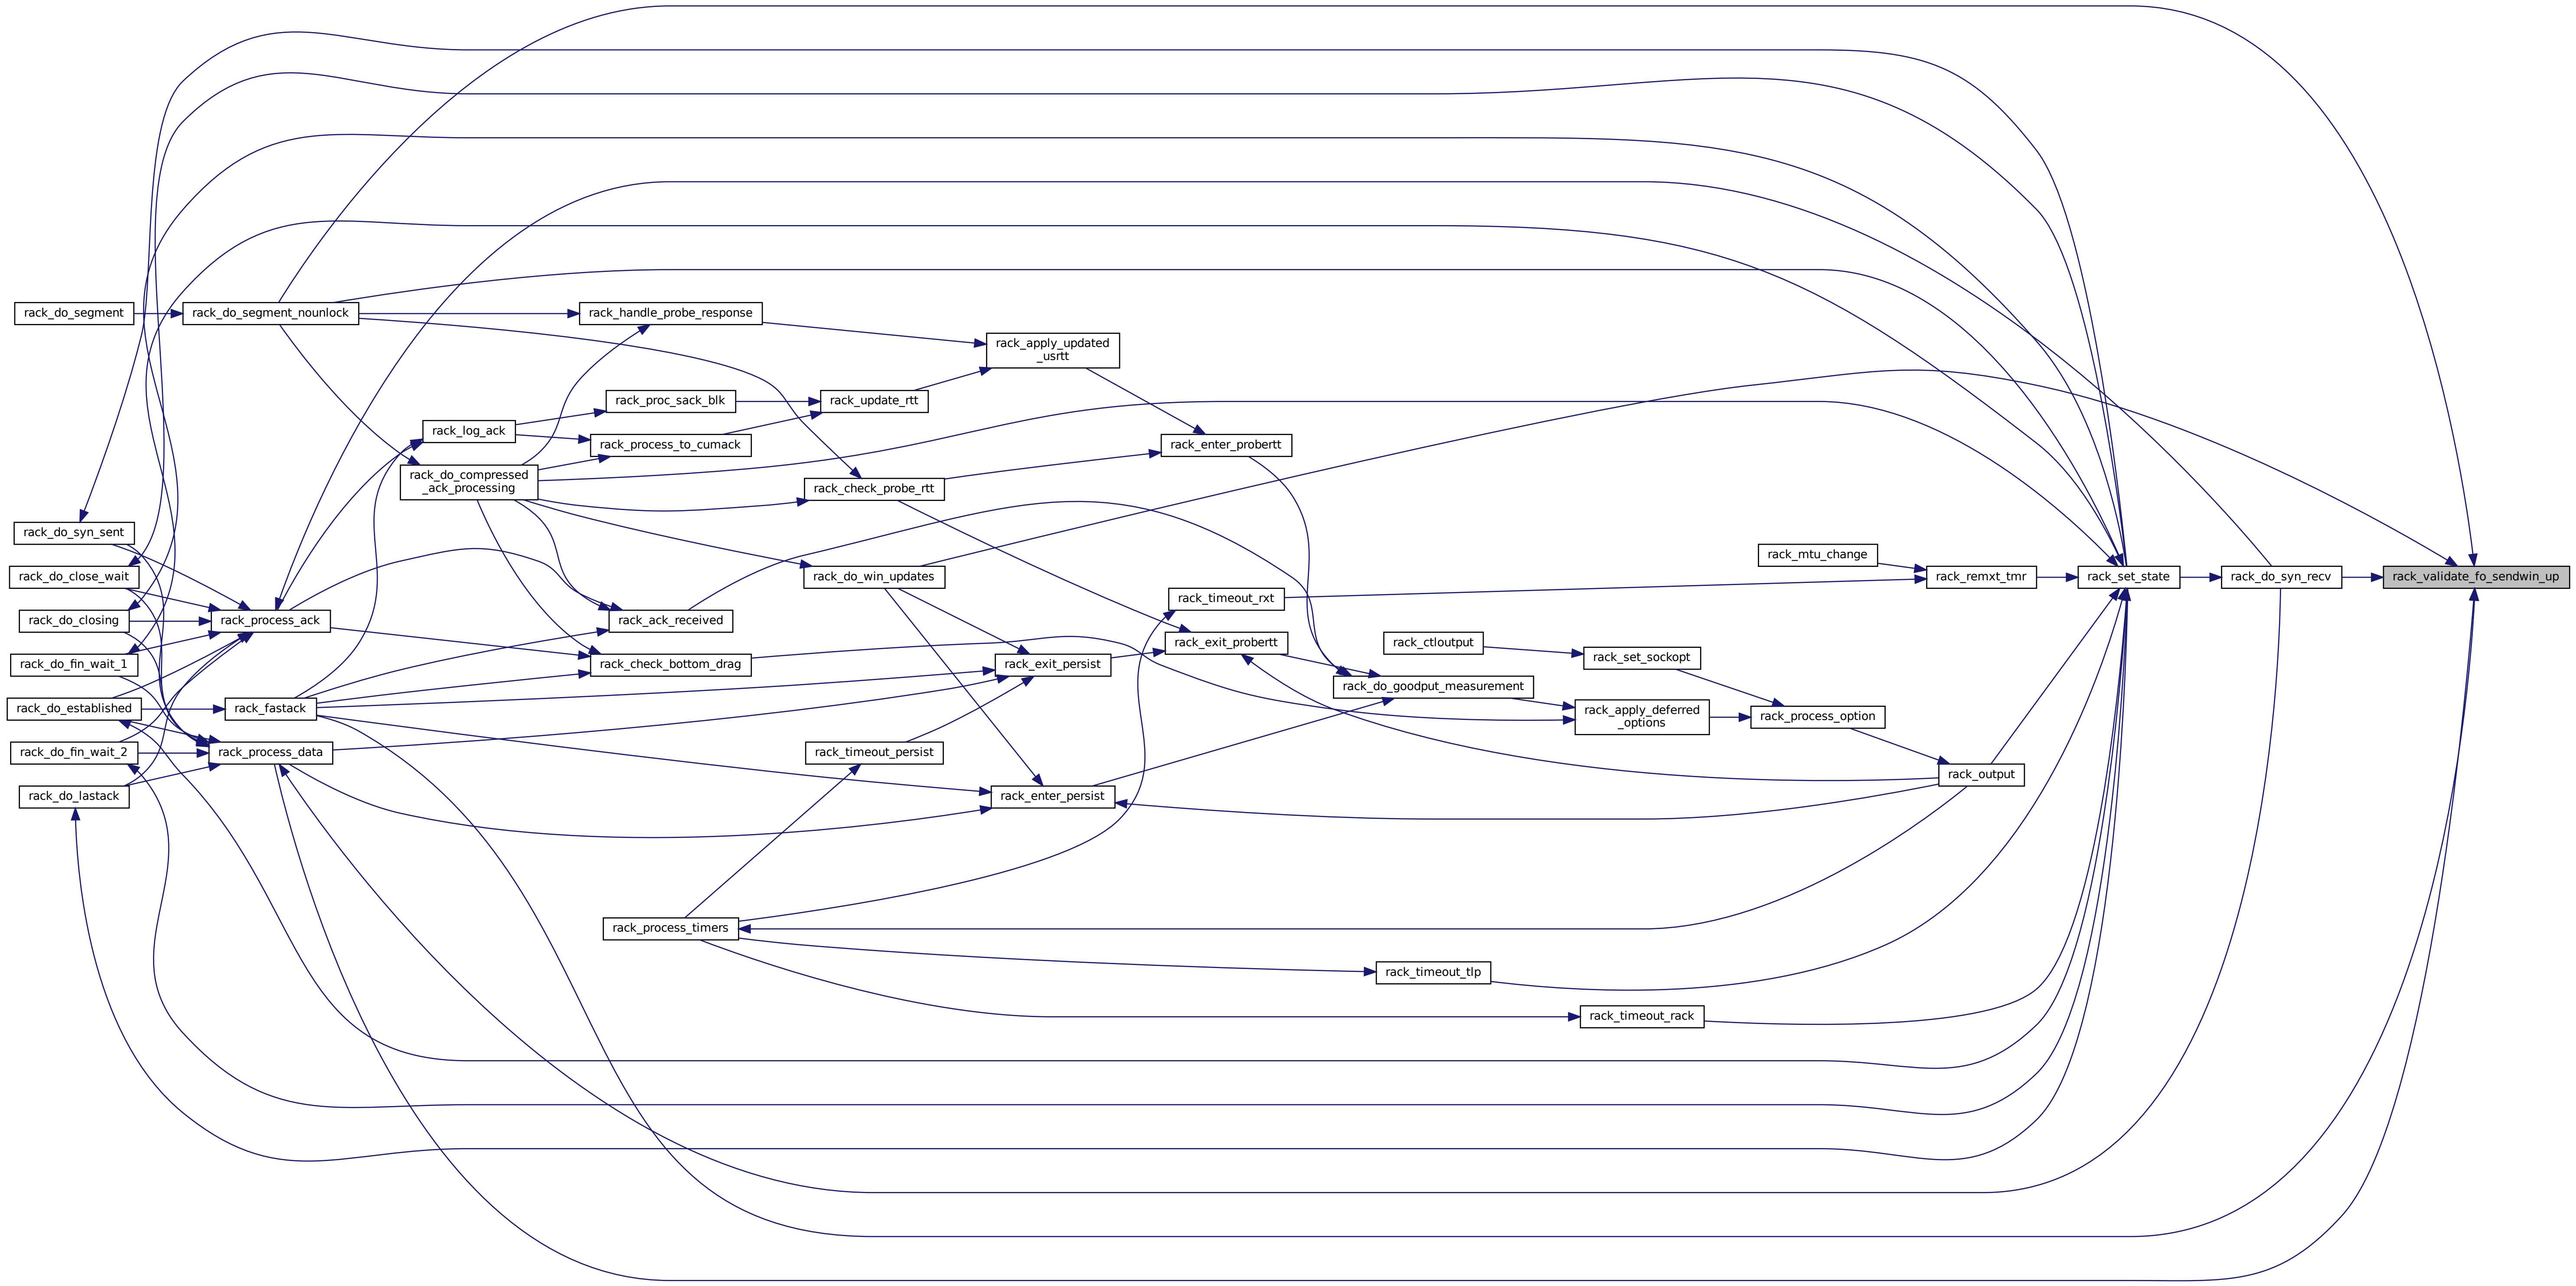 rack_do_segment
rack_do_segment_nounlock
rack_handle_probe_response
rack_apply_updated
_usrtt
rack_proc_sack_blk
rack_update_rtt
rack_log_ack
rack_process_to_cumack
rack_enter_probertt
rack_do_compressed
_ack_processing
rack_check_probe_rtt
rack_do_syn_sent
rack_mtu_change
rack_do_close_wait
rack_do_win_updates
rack_remxt_tmr
rack_set_state
rack_do_syn_recv
rack_validate_fo_sendwin_up
rack_timeout_rxt
rack_do_closing
rack_process_ack
rack_ack_received
rack_exit_probertt
rack_ctloutput
rack_set_sockopt
rack_do_fin_wait_1
rack_check_bottom_drag
rack_exit_persist
rack_do_goodput_measurement
rack_do_established
rack_fastack
rack_apply_deferred
_options
rack_process_option
rack_do_fin_wait_2
rack_process_data
rack_timeout_persist
rack_output
rack_do_lastack
rack_enter_persist
rack_process_timers
rack_timeout_tlp
rack_timeout_rack